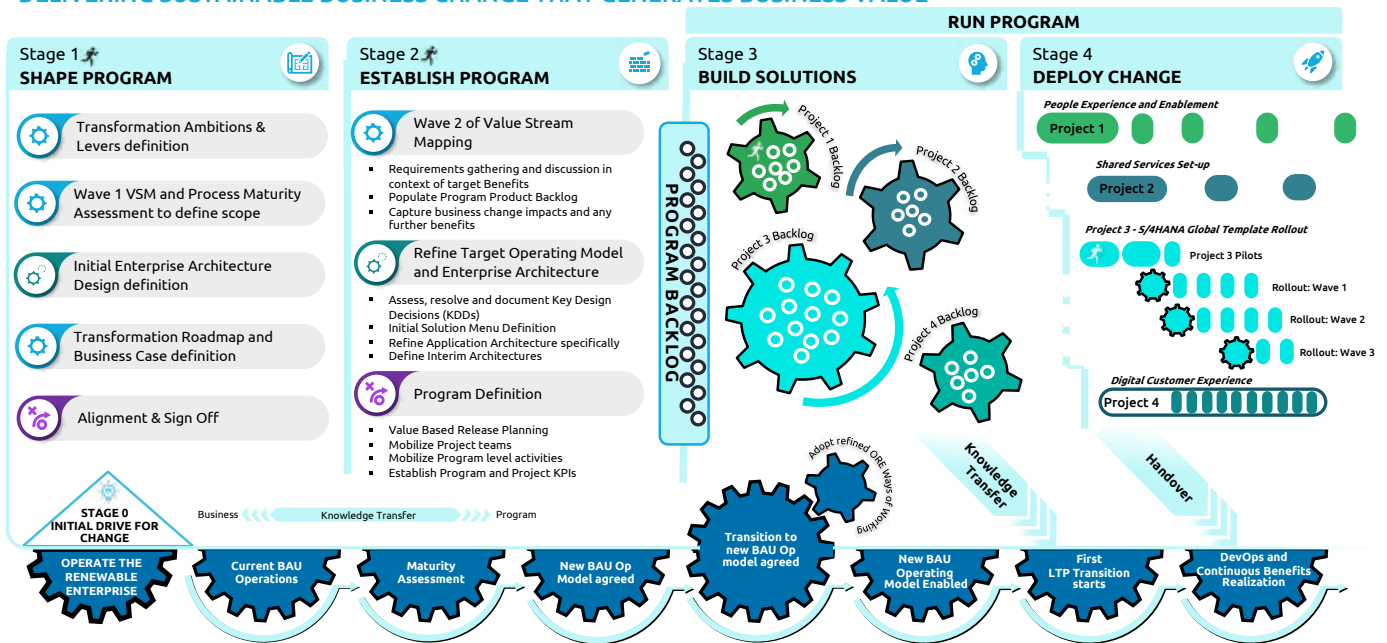 DELIVERING SUSTAINABLE BUSINESS CHANGE THAT GENERATES BUSINESS VALUE
RUN PROGRAM
Stage 1
SHAPE PROGRAM
Transformation Ambitions &
Levers definition
Wave 1 VSM and Process Maturity
Assessment to define scope
Initial Enterprise Architecture
Design definition
Transformation Roadmap and
Business Case definition
Alignment & Sign Off
Stage 2
ESTABLISH PROGRAM
Wave 2 of Value Stream
Mapping
Requirements gathering and discussion in
context of target Benefits
Populate Program Product Backlog
Capture business change impacts and any
further benefits
Refine Target Operating Model
and Enterprise Architecture
Assess, resolve and document Key Design
Decisions (KDDs)
Initial Solution Menu Definition
Refine Application Architecture specifically
Define Interim Architectures
Program Definition
Value Based Release Planning
Mobilize Project teams
Mobilize Program level activities
Establish Program and Project KPIs
PROGRAM BACKLOG
Stage 3
BUILD SOLUTIONS
Project 1 Backlog
Project 2 Backlog
Project 3 Backlog
Project 4 Backlog
Adopt refined ORE Ways of Working
Knowledge
Transfer
Stage 4
DEPLOY CHANGE
People Experience and Enablement
Project 1
Shared Services Set-up
Project 2
Project 3 - S/4HANA Global Template Rollout
Project 3 Pilots
Rollout: Wave 1
Rollout: Wave 2
Rollout: Wave 3
Digital Customer Experience
Project 4
Handover
STAGE 0
INITIAL DRIVE FOR
CHANGE
Business
Knowledge Transfer
Program
OPERATE THE
RENEWABLE
ENTERPRISE
Current BAU
Operations
Maturity
Assessment
New BAU Op
Model agreed
Transition to
new BAU Op
model agreed
New BAU
Operating
Model Enabled
First
LTP Transition
starts
DevOps and
Continuous Benefits
Realization